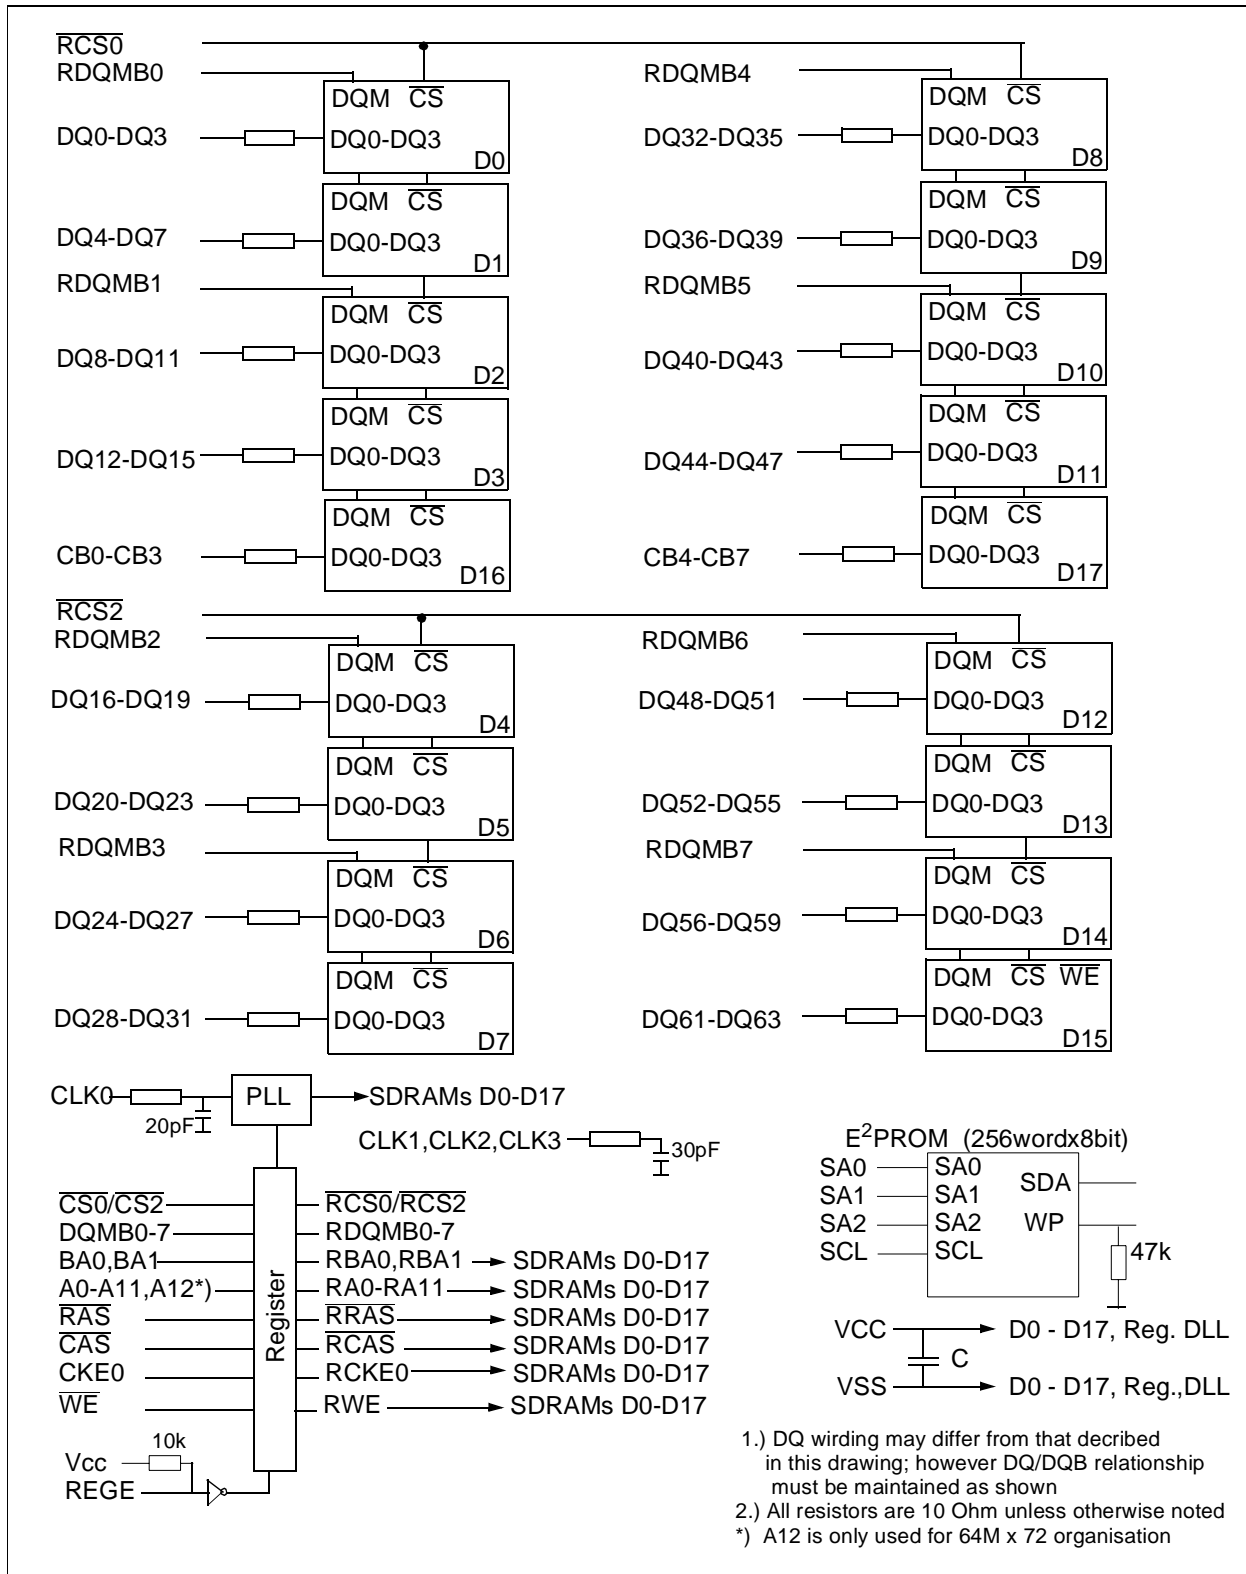 RCS0
RDQMB0
DQM CS
DQ0-DQ3 DQ0-DQ3
D0
DQM CS
DQ4-DQ7 DQ0-DQ3
D1
RDQMB1
DQM CS
DQ8-DQ11 DQ0-DQ3
D2
DQM CS
DQ12-DQ15 DQ0-DQ3
D3
DQM CS
CB0-CB3 DQ0-DQ3
D16
RDQMB4
DQM CS
DQ32-DQ35 DQ0-DQ3
D8
DQM CS
DQ36-DQ39 DQ0-DQ3
D9
RDQMB5
DQM CS
DQ40-DQ43 DQ0-DQ3
D10
DQM CS
DQ44-DQ47 DQ0-DQ3
D11
DQM CS
CB4-CB7 DQ0-DQ3
D17
RCS2
RDQMB2
DQM CS
DQ16-DQ19 DQ0-DQ3
D4
DQM CS
DQ20-DQ23 DQ0-DQ3
D5
RDQMB3
DQM CS
DQ24-DQ27 DQ0-DQ3
D6
DQM CS
DQ28-DQ31 DQ0-DQ3
D7
RDQMB6
DQM CS
DQ48-DQ51 DQ0-DQ3
D12
DQM CS
DQ52-DQ55 DQ0-DQ3
D13
RDQMB7
DQM CS
DQ56-DQ59 DQ0-DQ3
D14
DQM CS WE
DQ61-DQ63 DQ0-DQ3
D15
CLK0 PLL SDRAMs D0-D17
20pF
CLK1,CLK2,CLK3 30pF
Register
CS0/CS2 RCS0/RCS2
DQMB0-7 RDQMB0-7
BA0,BA1 RBA0,RBA1 SDRAMs D0-D17
A0-A11,A12*) RA0-RA11 SDRAMs D0-D17
RAS RRAS SDRAMs D0-D17
CAS RCAS SDRAMs D0-D17
CKE0 RCKE0 SDRAMs D0-D17
WE RWE SDRAMs D0-D17
10k
Vcc
REGE
E²PROM (256wordx8bit)
SA0 SA0 SDA
SA1 SA1
SA2 SA2 WP
SCL SCL 47k
VCC D0 - D17, Reg. DLL
C
VSS D0 - D17, Reg.,DLL
1.) DQ wirding may differ from that decribed
in this drawing; however DQ/DQB relationship
must be maintained as shown
2.) All resistors are 10 Ohm unless otherwise noted
*) A12 is only used for 64M x 72 organisation